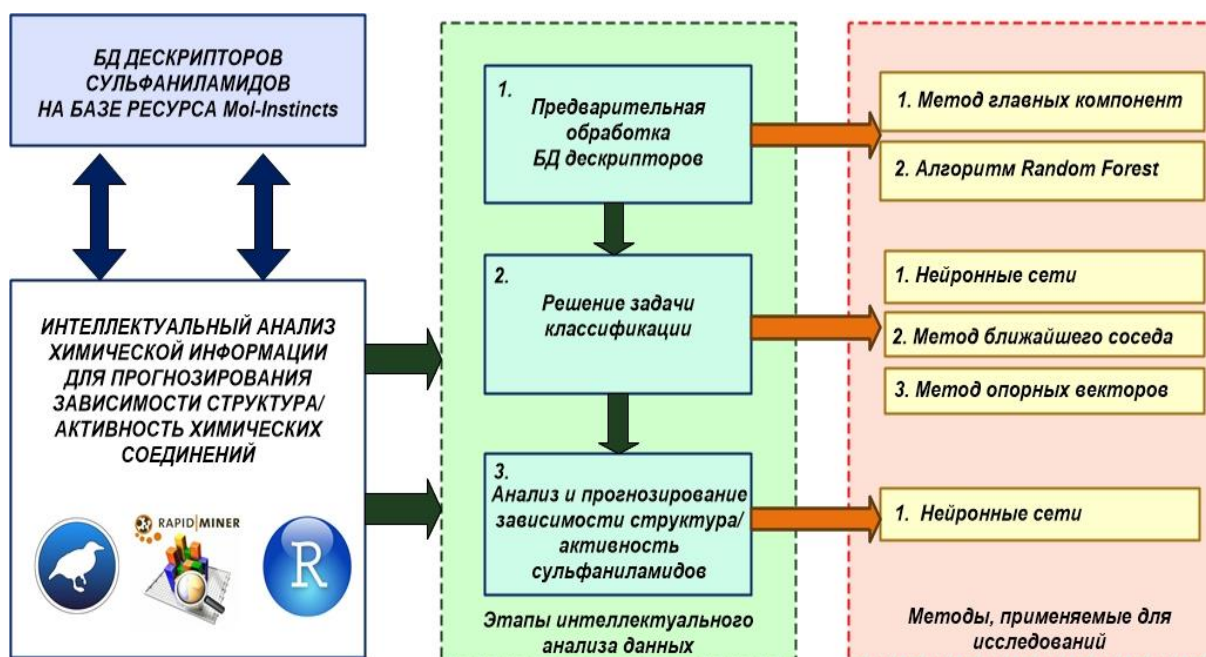 БД ДЕСКРИПТОРОВ
СУЛЬФАНИЛАМИДОВ
НА БАЗЕ РЕСУРСА Mol-Instincts
ИНТЕЛЛЕКТУАЛЬНЫЙ АНАЛИЗ
ХИМИЧЕСКОЙ ИНФОРМАЦИИ
ДЛЯ ПРОГНОЗИРОВАНИЯ
ЗАВИСИМОСТИ СТРУКТУРА/
АКТИВНОСТЬ ХИМИЧЕСКИХ
СОЕДИНЕНИЙ
RAPID MINER
R
1.
Предварительная
обработка
БД дескрипторов
2.
Решение задачи
классификации
3.
Анализ и прогнозирование
зависимости структура/
активность
сульфаниламидов
Этапы интеллектуального
анализа данных
1. Метод главных компонент
2. Алгоритм Random Forest
1. Нейронные сети
2. Метод ближайшего соседа
3. Метод опорных векторов
1. Нейронные сети
Методы, применяемые для
исследований